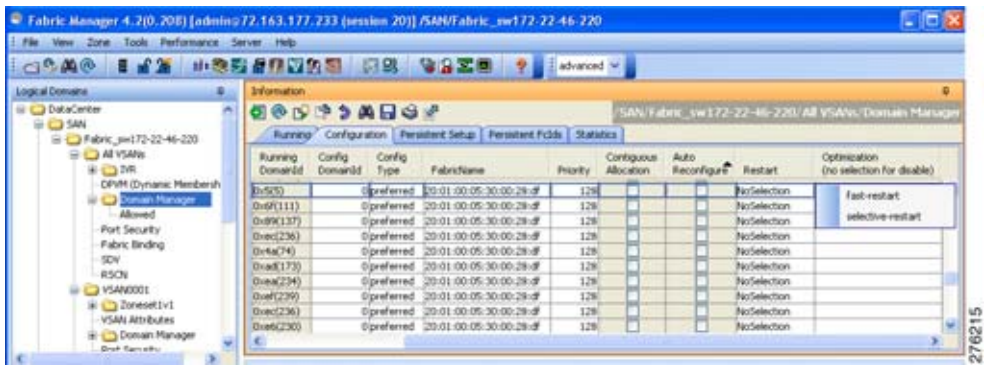 Fabric Manager 4.2(0.208) [admin@72.163.177.233 (session 20)] /SAN/Fabric_sw172-22-46-220
File View Zone Tools Performance Server Help
advanced
Logical Domains
DataCenter
SAN
Fabric_sw172-22-46-220
All VSANs
IVR
DPVM (Dynamic Membersh
Domain Manager
Allowed
Port Security
Fabric Binding
SDV
RSCN
VSAN0001
Zoneset1v1
VSAN Attributes
Domain Manager
Port Security
Information
/SAN/Fabric_sw172-22-46-220/All VSANs/Domain Manager
Running Configuration Persistent Setup Persistent FcIds Statistics
Running DomainId Config DomainId Config Type FabricName Priority Contiguous Allocation Auto Reconfigure Restart Optimization (no selection for disable)
0x5(5) 0 preferred 20:01:00:05:30:00:28:df 128 NoSelection
0x6f(111) 0 preferred 20:01:00:05:30:00:28:df 128 NoSelection
0x89(137) 0 preferred 20:01:00:05:30:00:28:df 128 NoSelection
0xec(236) 0 preferred 20:01:00:05:30:00:28:df 128 NoSelection
0x4a(74) 0 preferred 20:01:00:05:30:00:28:df 128 NoSelection
0xad(173) 0 preferred 20:01:00:05:30:00:28:df 128 NoSelection
0xea(234) 0 preferred 20:01:00:05:30:00:28:df 128 NoSelection
0xef(239) 0 preferred 20:01:00:05:30:00:28:df 128 NoSelection
0xec(236) 0 preferred 20:01:00:05:30:00:28:df 128 NoSelection
0xe6(230) 0 preferred 20:01:00:05:30:00:28:df 128 NoSelection
fast-restart
selective-restart
276215